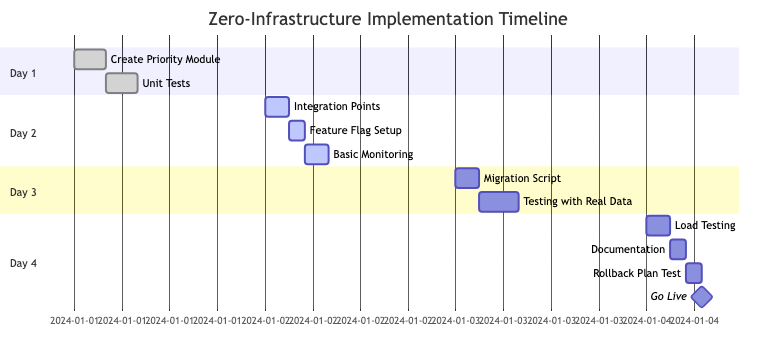 Zero-Infrastructure Implementation Timeline
Day 1
Create Priority Module
Unit Tests
Day 2
Integration Points
Feature Flag Setup
Basic Monitoring
Day 3
Migration Script
Testing with Real Data
Day 4
Load Testing
Documentation
Rollback Plan Test
Go Live
2024-01-01 2024-01-01 2024-01-01 2024-01-01 2024-01-02 2024-01-02 2024-01-02 2024-01-02 2024-01-03 2024-01-03 2024-01-03 2024-01-03 2024-01-04 2024-01-04